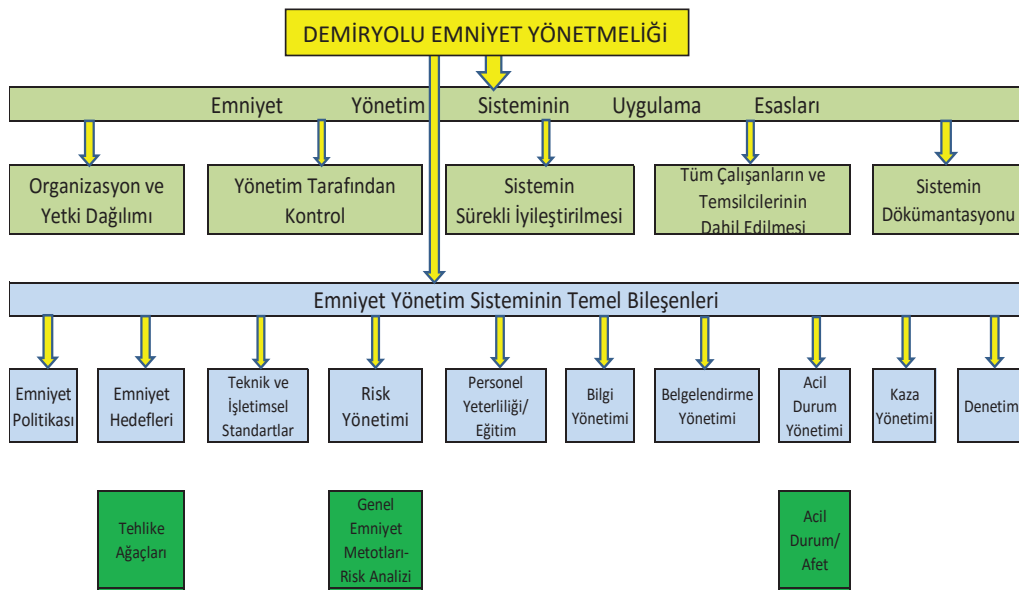 DEMİRYOLU EMNİYET YÖNETMELİĞİ
Emniyet Yönetim Sisteminin Uygulama Esasları
Organizasyon ve
Yetki Dağılımı
Yönetim Tarafından
Kontrol
Sistemin
Sürekli İyileştirilmesi
Tüm Çalışanların ve
Temsilcilerinin
Dahil Edilmesi
Sistemin
Dökümantasyonu
Emniyet Yönetim Sisteminin Temel Bileşenleri
Emniyet
Politikası
Emniyet
Hedefleri
Teknik ve
İşletimsel
Standartlar
Risk
Yönetimi
Personel
Yeterliliği/
Eğitim
Bilgi
Yönetimi
Belgelendirme
Yönetimi
Acil
Durum
Yönetimi
Kaza
Yönetimi
Denetim
Tehlike
Ağaçları
Genel
Emniyet
Metotları-
Risk Analizi
Acil
Durum/
Afet